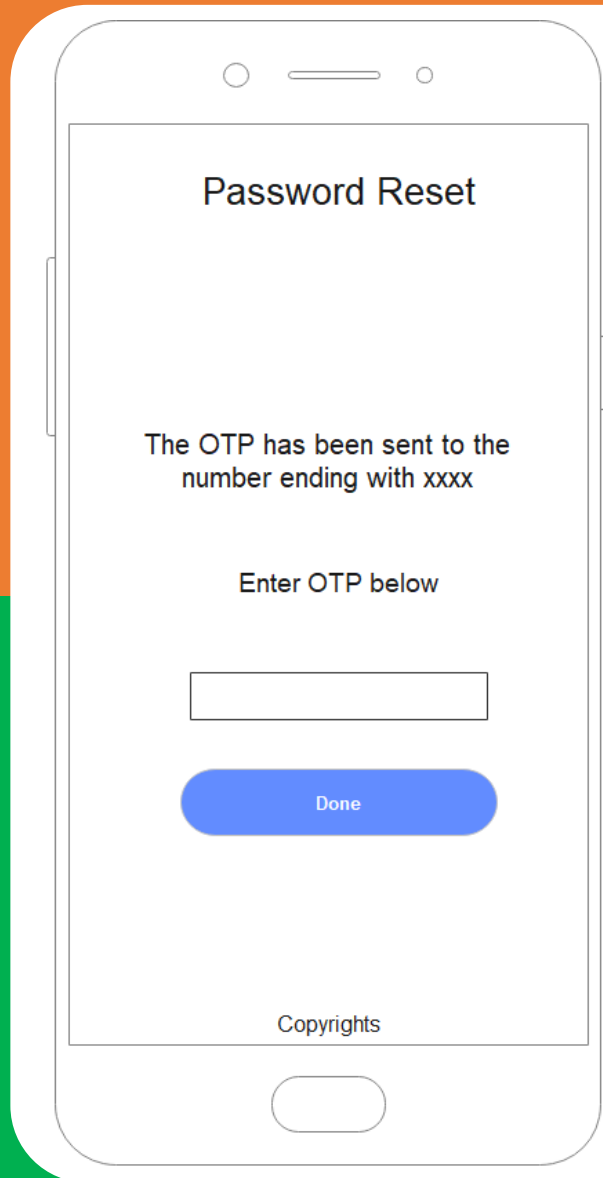 Password Reset
The OTP has been sent to the
number ending with xxxx
Enter OTP below
Done
Copyrights